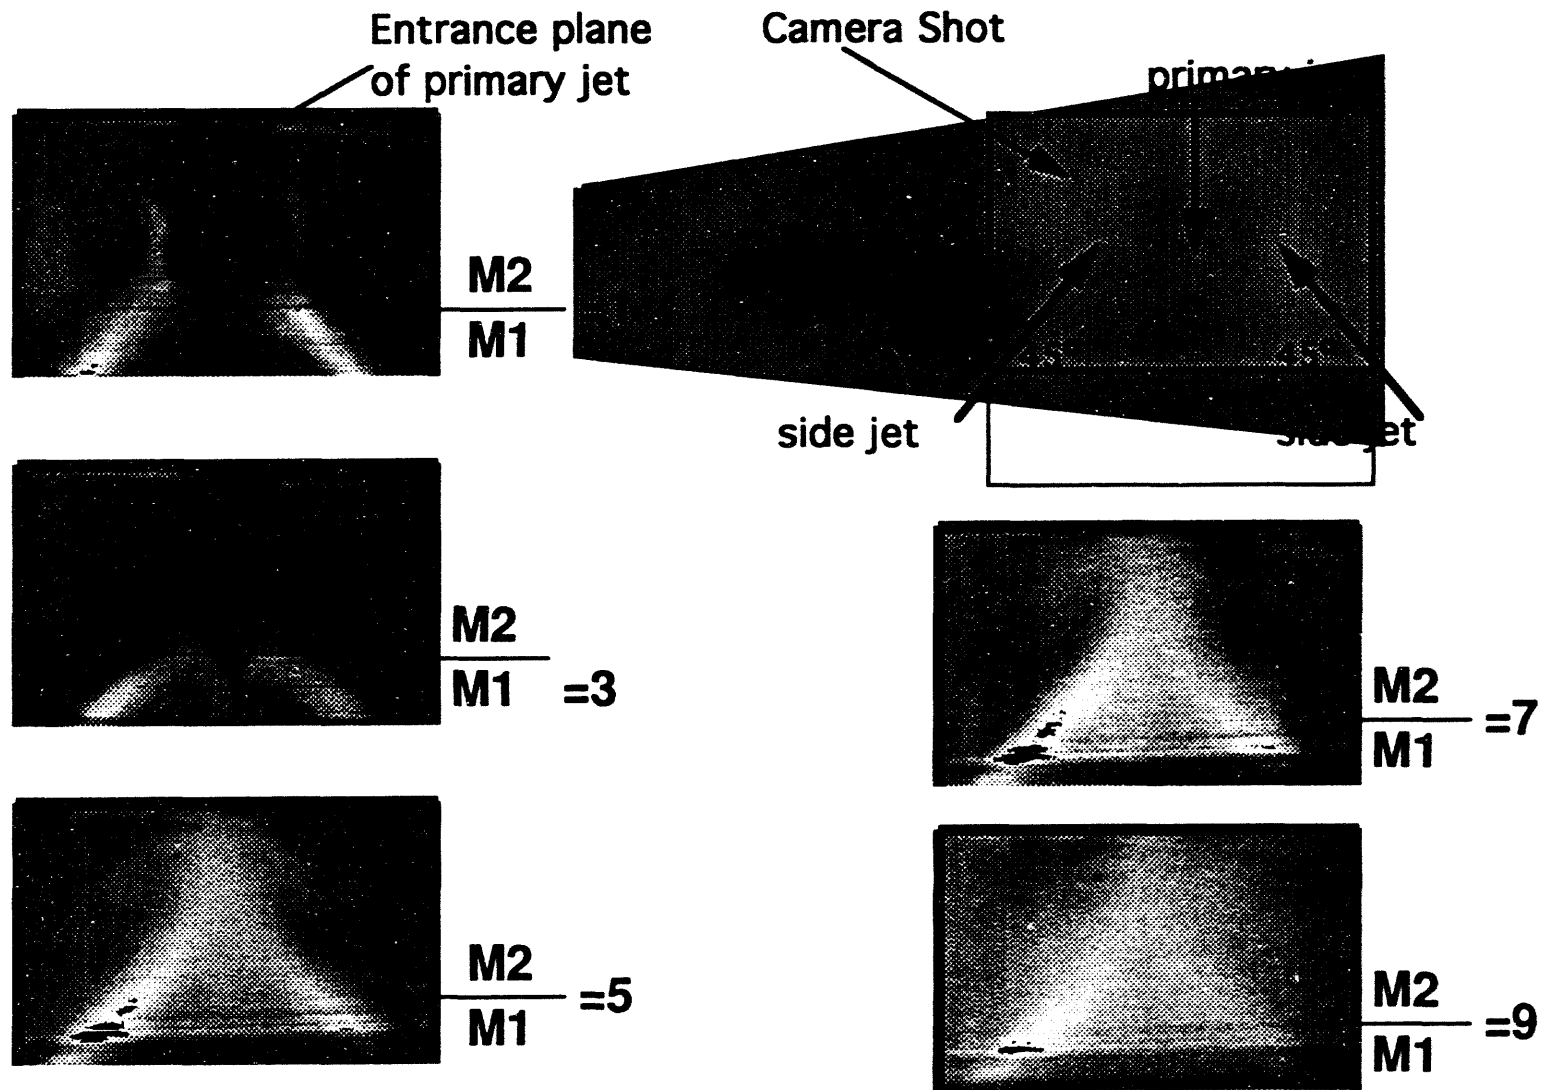 Entrance plane
of primary jet
Camera Shot
M2
M1
side jet
M2
M1 =3
M2
M1 =7
M2
M1 =5
M2
M1 =9